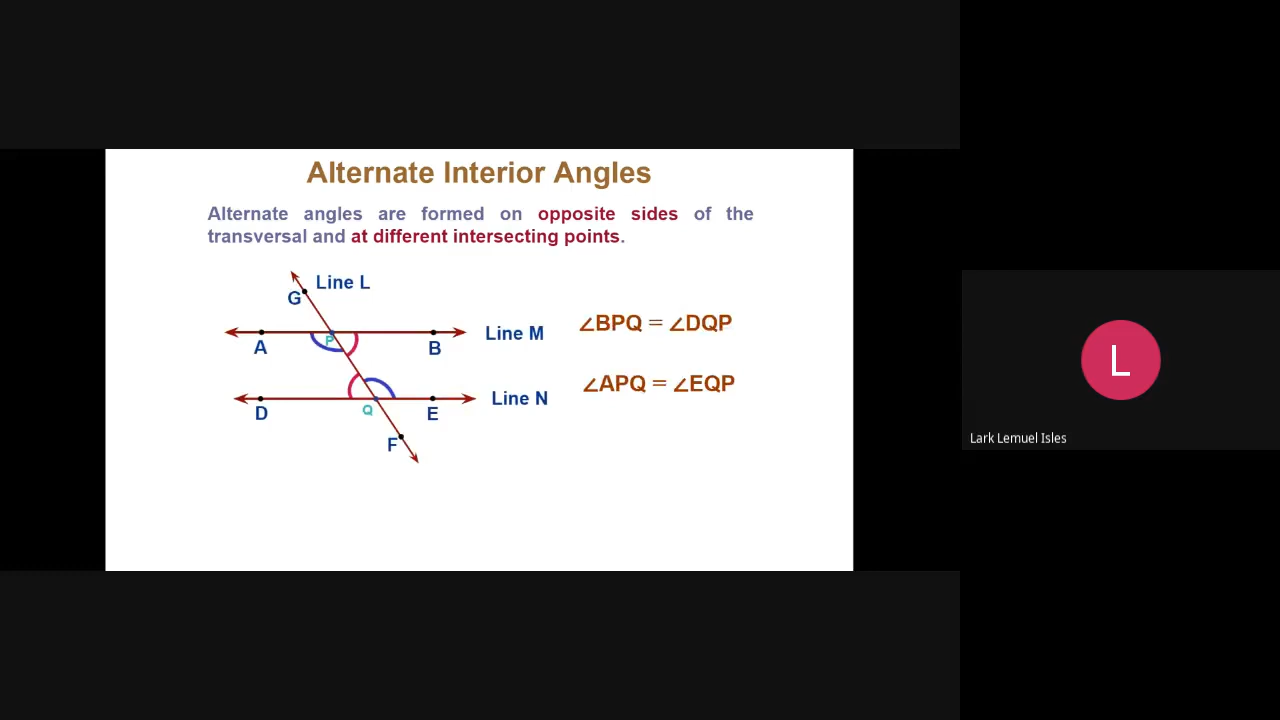 Alternate Interior Angles
Alternate angles are formed on opposite sides of the
transversal and at different intersecting points.
Line L
G
P
A
B
Line M
∠BPQ = ∠DQP
∠APQ = ∠EQP
D
Q
E
Line N
F
L
Lark Lemuel Isles